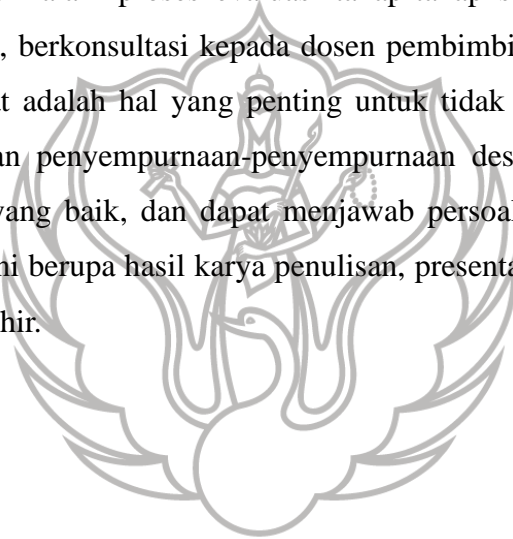 , berkonsultasi kepada dosen pembimbi
t adalah hal yang penting untuk tidak
an penyempurnaan-penyempurnaan des
yang baik, dan dapat menjawab persoal
ni berupa hasil karya penulisan, presenta
hir.